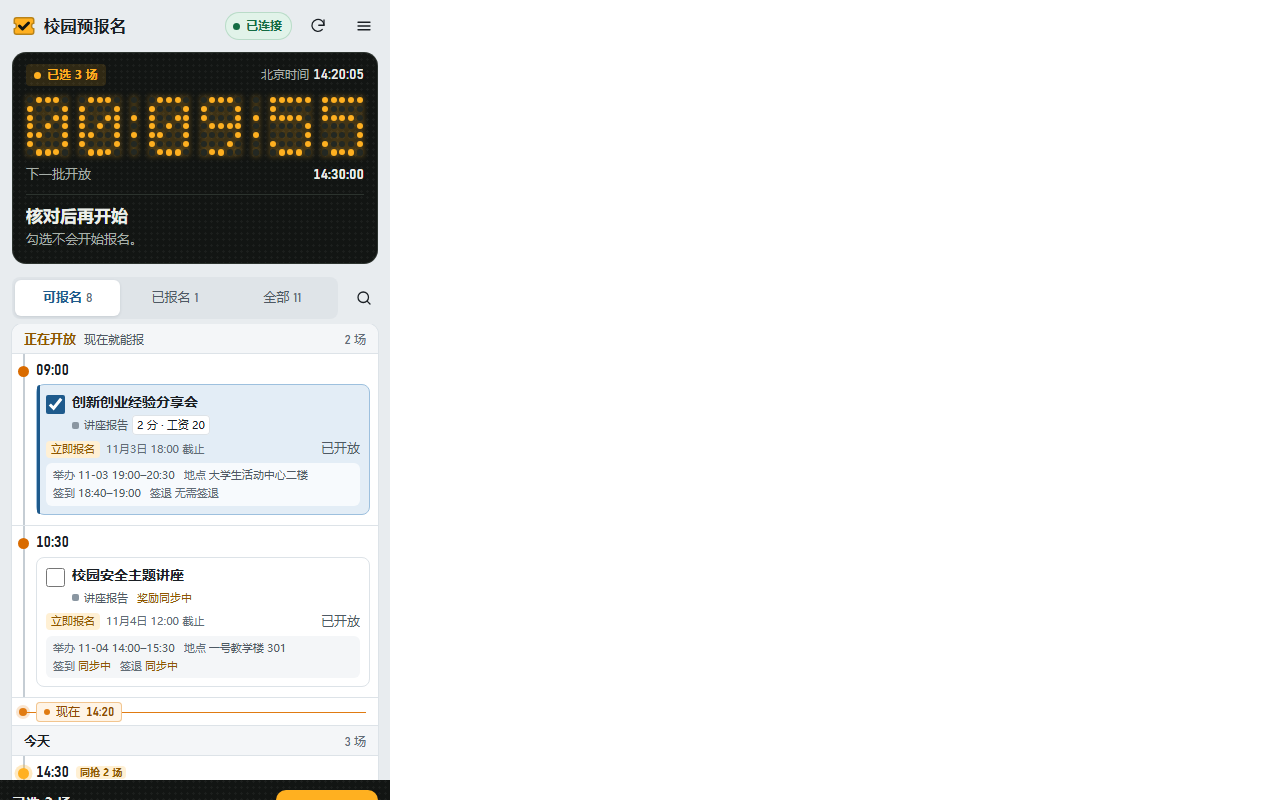 校园预报名
已连接
已选 3 场
北京时间 14:20:05
00:09:55
下一批开放
14:30:00
核对后再开始
勾选不会开始报名。
可报名 8
已报名 1
全部 11
正在开放 现在就能报
2 场
09:00
创新创业经验分享会
讲座报告 2 分 · 工资 20
立即报名 11月3日 18:00 截止
已开放
举办 11-03 19:00–20:30 地点 大学生活动中心二楼
签到 18:40–19:00 签退 无需签退
10:30
校园安全主题讲座
讲座报告 奖励同步中
立即报名 11月4日 12:00 截止
已开放
举办 11-04 14:00–15:30 地点 一号教学楼 301
签到 同步中 签退 同步中
现在 14:20
今天
3 场
14:30 同抢 2 场
已选 3 场